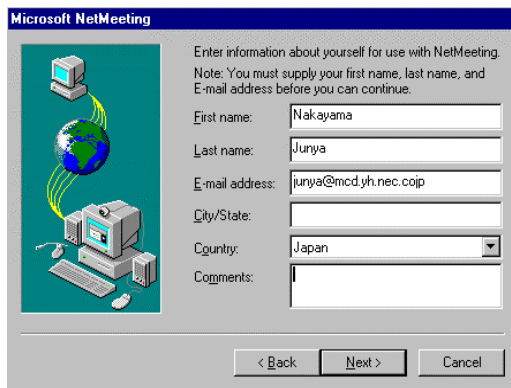 Microsoft NetMeeting
Enter information about yourself for use with NetMeeting.
Note: You must supply your first name, last name, and
E-mail address before you can continue.
First name: Nakayama
Last name: Junya
E-mail address: junya@mcd.yh.nec.cojp
City/State:
Country: Japan
Comments:
< Back Next > Cancel